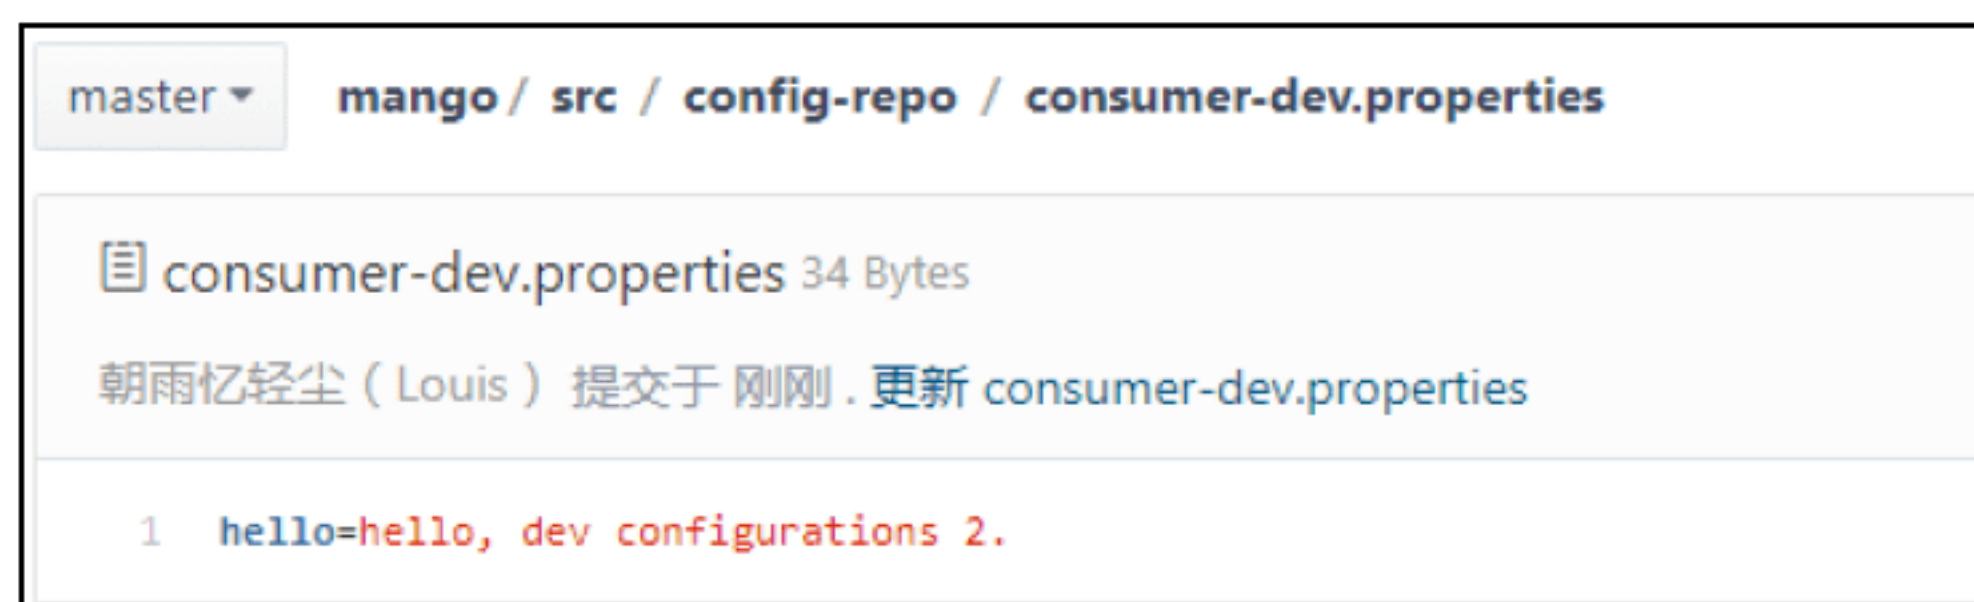 master mango / src / config-repo / consumer-dev.properties
consumer-dev.properties 34 Bytes
朝雨忆轻尘（Louis）提交于 刚刚 . 更新 consumer-dev.properties
1 hello=hello, dev configurations 2.